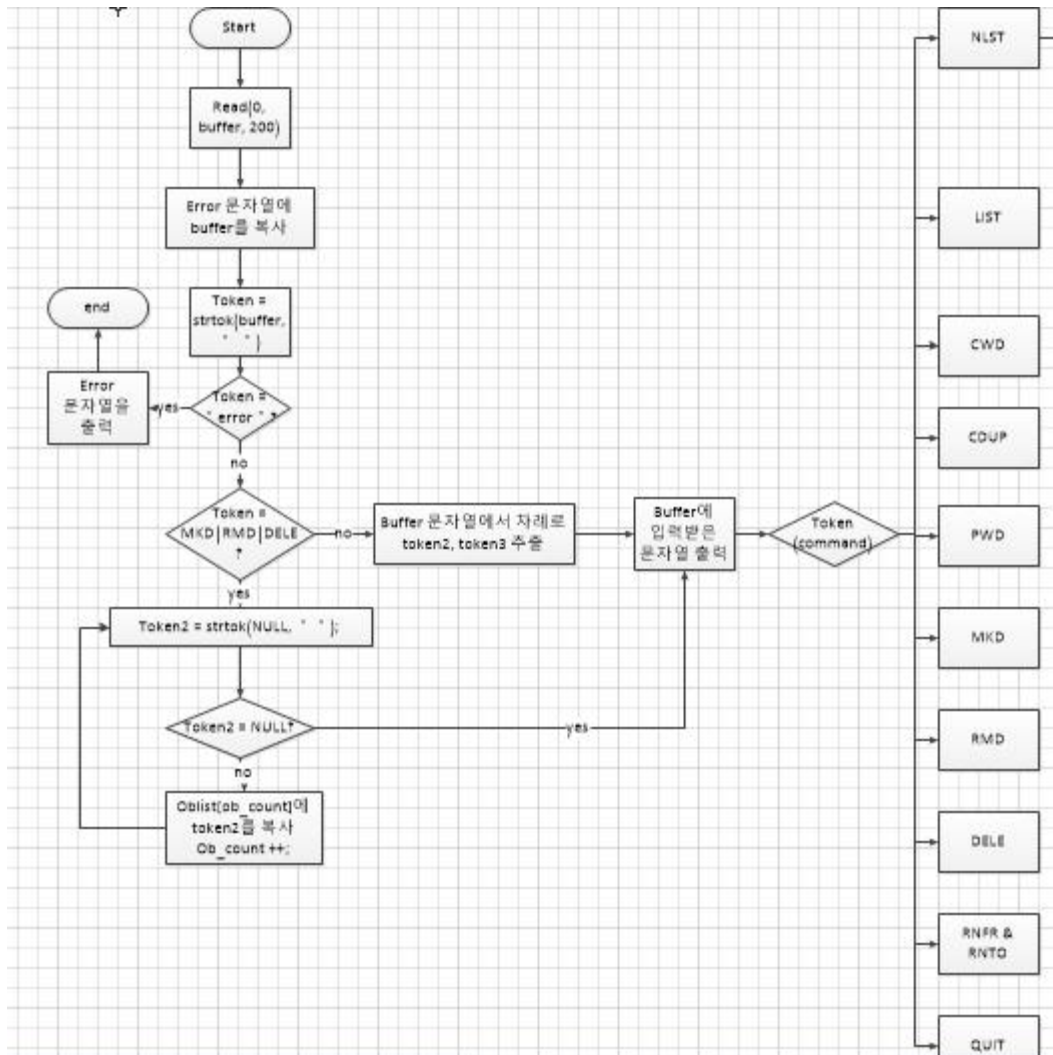 Start
Read(0,
buffer, 200)
Error 문자열에
buffer를 복사
Token =
strtok(buffer,
" ")
end
Token =
" error " ?
yes
Error
문자열을
출력
no
Token =
MKD|RMD|DELE
?
no
Buffer 문자열에서 차례로
token2, token3 추출
Buffer에
입력받은
문자열 출력
Token
(command)
yes
Token2 = strtok(NULL, " ");
Token2 = NULL?
yes
no
Oblist[ob_count]에
token2를 복사
Ob_count ++;
NLST
LIST
CWD
CDUP
PWD
MKD
RMD
DELE
RNFR &
RNTO
QUIT